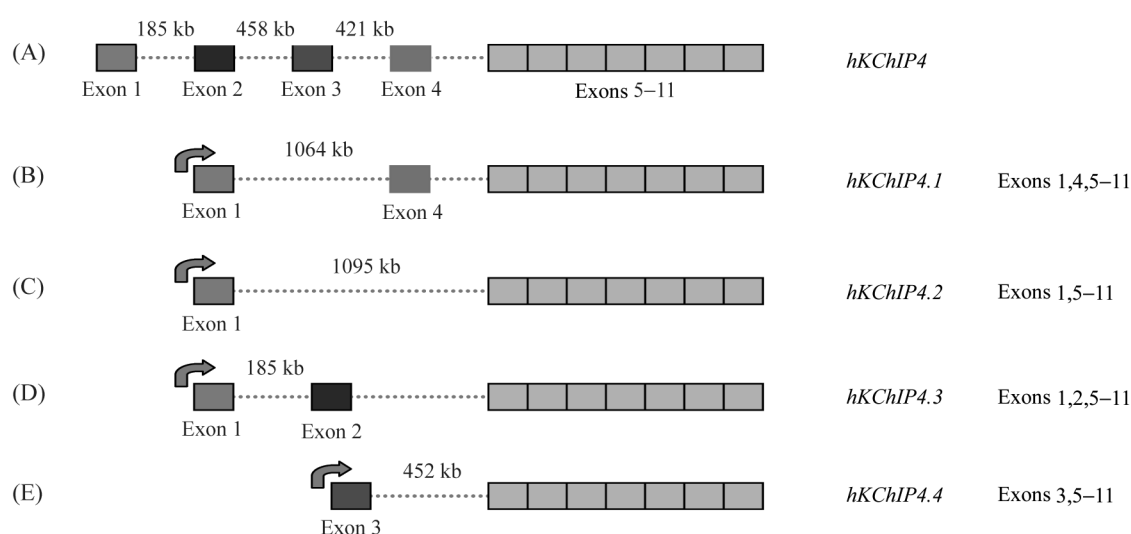 185 kb 458 kb 421 kb
(A) hKChIP4
Exon 1 Exon 2 Exon 3 Exon 4 Exons 5–11
1064 kb
(B) hKChIP4.1 Exons 1,4,5–11
Exon 1 Exon 4
1095 kb
(C) hKChIP4.2 Exons 1,5–11
Exon 1
185 kb
(D) hKChIP4.3 Exons 1,2,5–11
Exon 1 Exon 2
452 kb
(E) hKChIP4.4 Exons 3,5–11
Exon 3